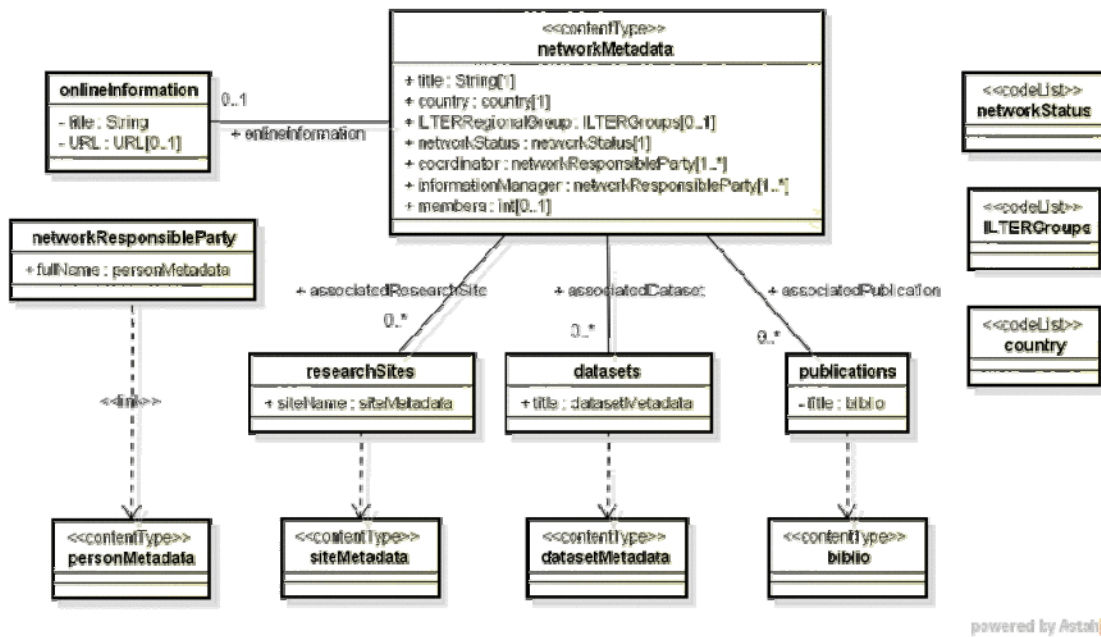 <<contentType>>
networkMetadata
+ title : String[1]
+ country : country[1]
+ ILTERRegionalGroup : ILTERGroups[0..1]
+ networkStatus : networkStatus[1]
+ coordinator : networkResponsibleParty[1..*]
+ informationManager : networkResponsibleParty[1..*]
+ members : int[0..1]
onlineInformation
- title : String
- URL : URL[0..1]
0..1
+ onlineInformation
<<codeList>>
networkStatus
<<codeList>>
ILTERGroups
<<codeList>>
country
networkResponsibleParty
+ fullName : personMetadata
+ associatedResearchSite
+ associatedDataset
+ associatedPublication
0..*
0..*
0..*
researchSites
+ siteName : siteMetadata
datasets
+ title : datasetMetadata
publications
- title : biblio
<<link>>
<<contentType>>
personMetadata
<<contentType>>
siteMetadata
<<contentType>>
datasetMetadata
<<contentType>>
biblio
powered by Astah